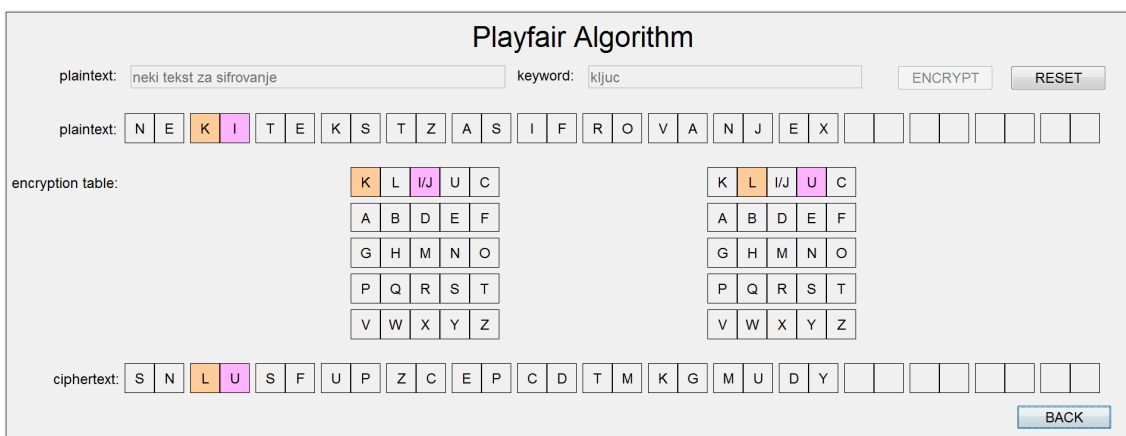 Playfair Algorithm
plaintext: neki tekst za sifrovanje keyword: kljuc ENCRYPT RESET
plaintext: N E K I T E K S T Z A S I F R O V A N J E X
encryption table: K L I/J U C K L I/J U C
A B D E F A B D E F
G H M N O G H M N O
P Q R S T P Q R S T
V W X Y Z V W X Y Z
ciphertext: S N L U S F U P Z C E P C D T M K G M U D Y
BACK